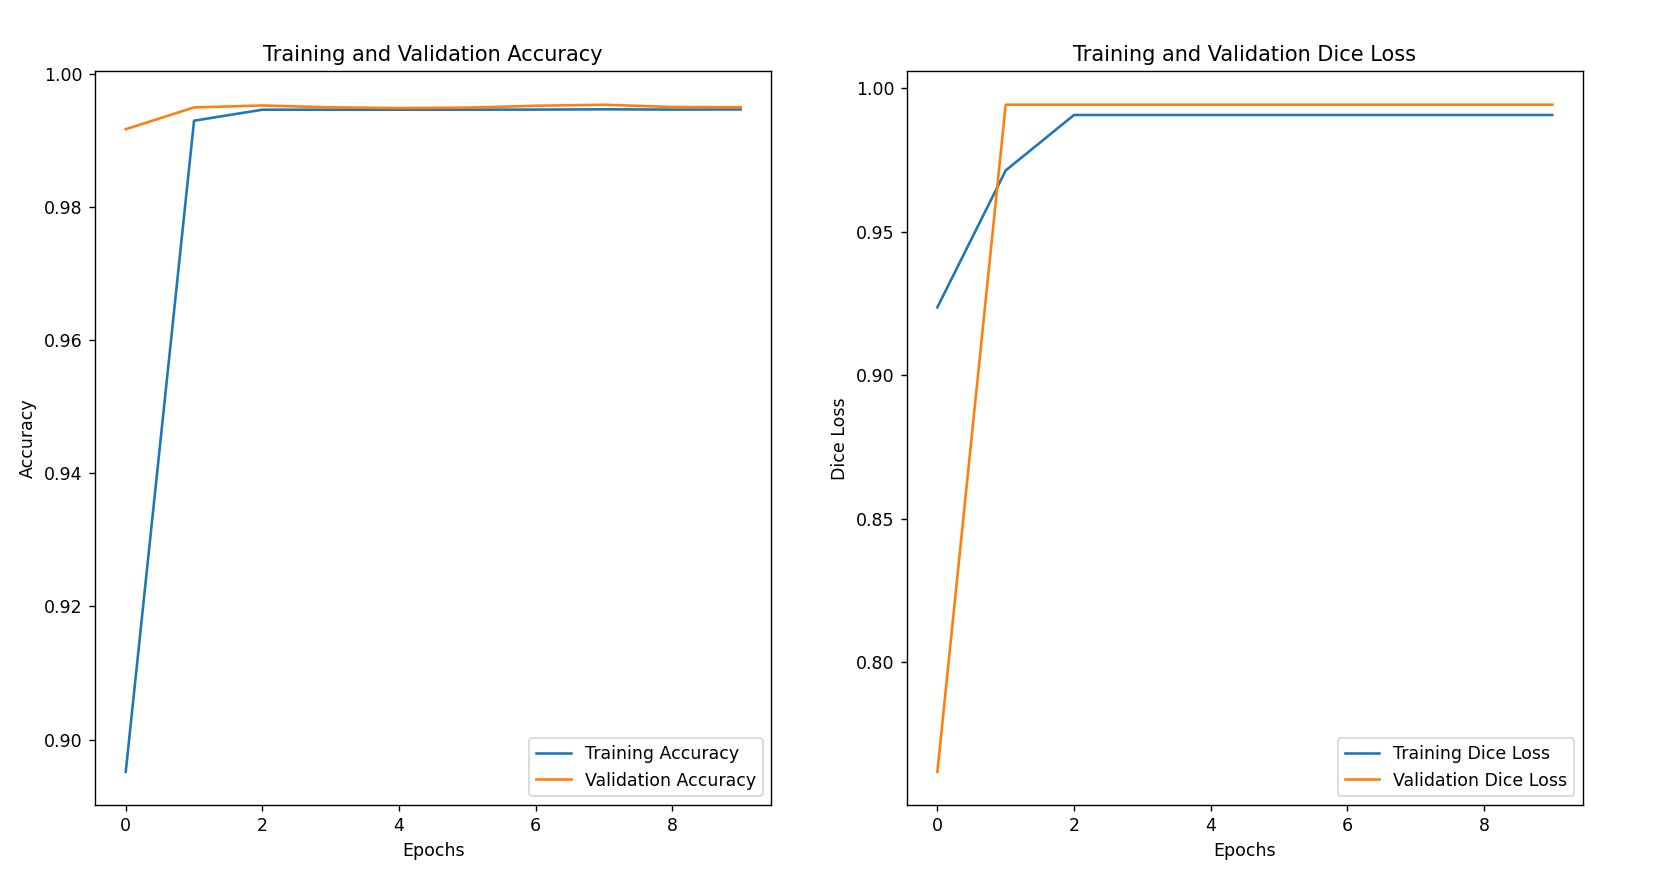 Training and Validation Accuracy
1.00
0.98
0.96
0.94
0.92
0.90
Accuracy
0 2 4 6 8
Epochs
Training Accuracy
Validation Accuracy
Training and Validation Dice Loss
1.00
0.95
0.90
0.85
0.80
Dice Loss
0 2 4 6 8
Epochs
Training Dice Loss
Validation Dice Loss